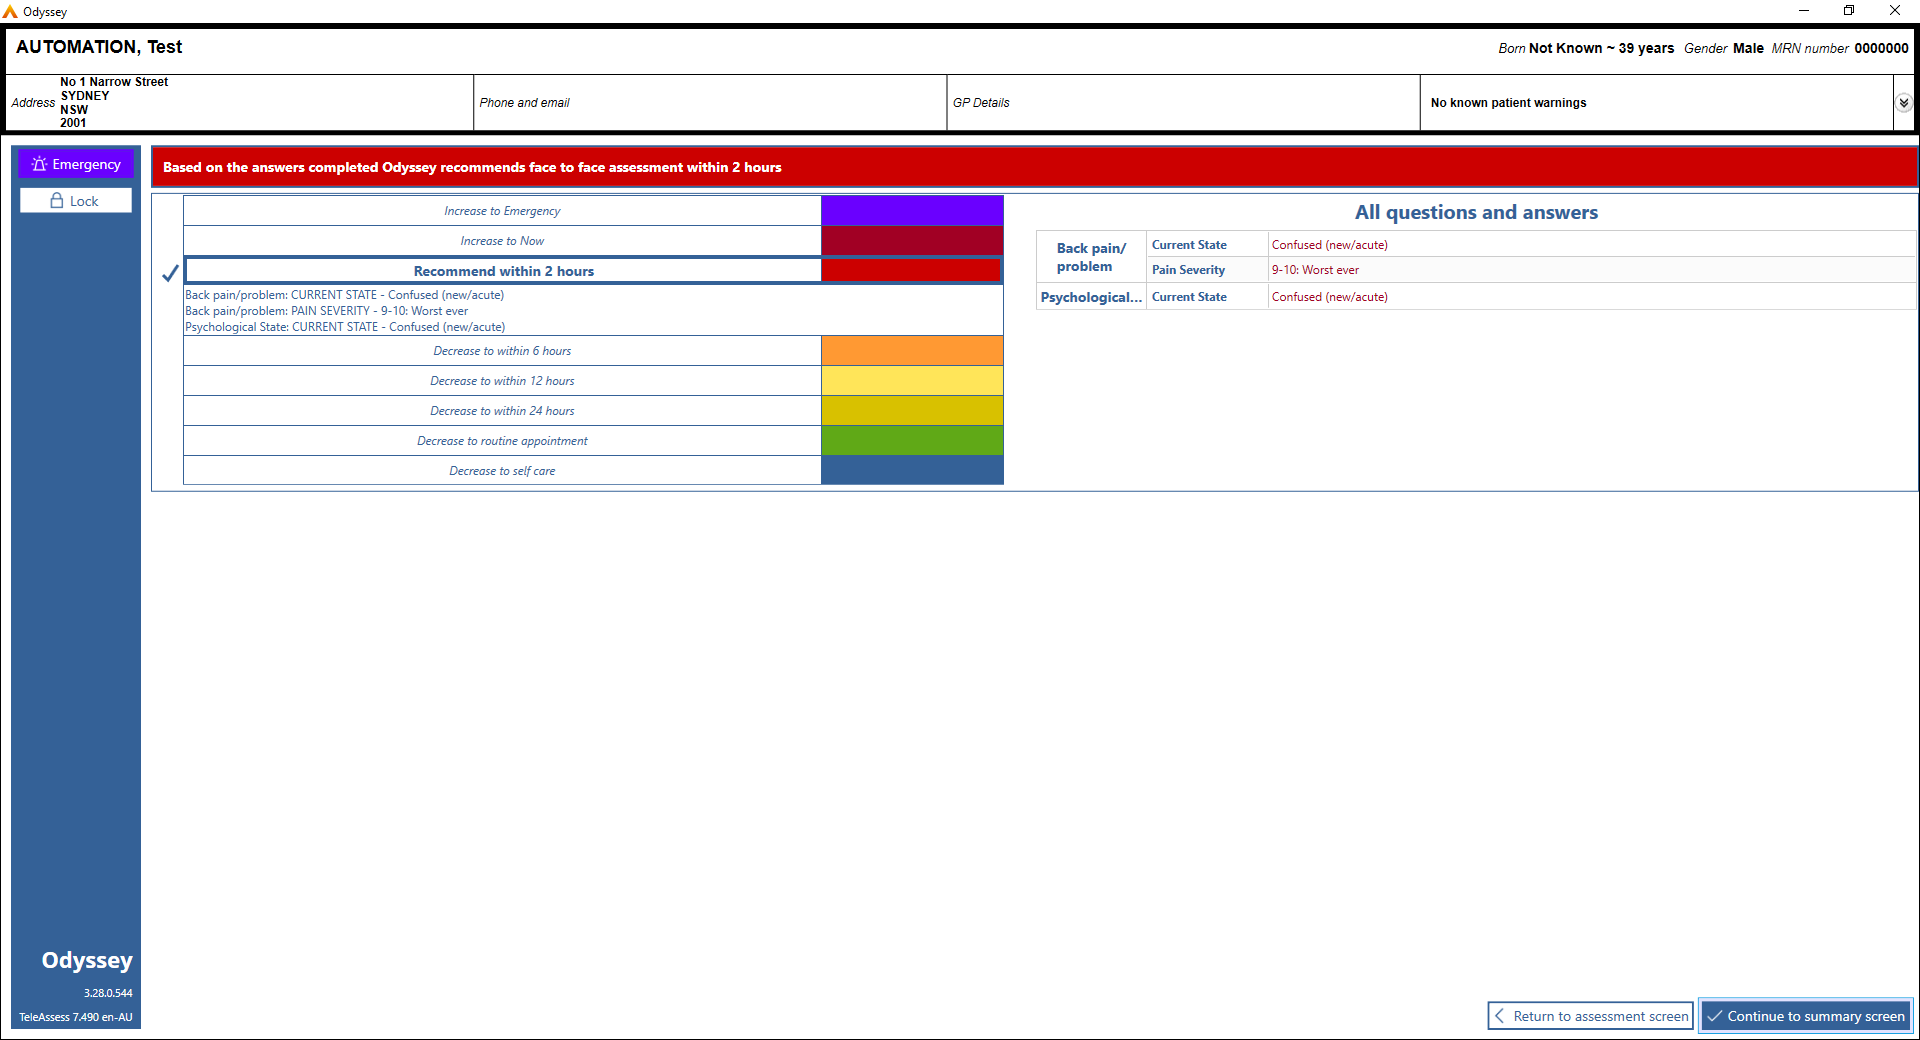 Odyssey
AUTOMATION, Test
Born Not Known ~ 39 years Gender Male MRN number 0000000
Address
No 1 Narrow Street
SYDNEY
NSW
2001
Phone and email
GP Details
No known patient warnings
Emergency
Lock
Based on the answers completed Odyssey recommends face to face assessment within 2 hours
Increase to Emergency
Increase to Now
Recommend within 2 hours
Back pain/problem: CURRENT STATE - Confused (new/acute)
Back pain/problem: PAIN SEVERITY - 9-10: Worst ever
Psychological State: CURRENT STATE - Confused (new/acute)
Decrease to within 6 hours
Decrease to within 12 hours
Decrease to within 24 hours
Decrease to routine appointment
Decrease to self care
All questions and answers
Back pain/
problem
Current State Confused (new/acute)
Pain Severity 9-10: Worst ever
Psychological... Current State Confused (new/acute)
Odyssey
3.28.0.544
TeleAssess 7.490 en-AU
Return to assessment screen
Continue to summary screen